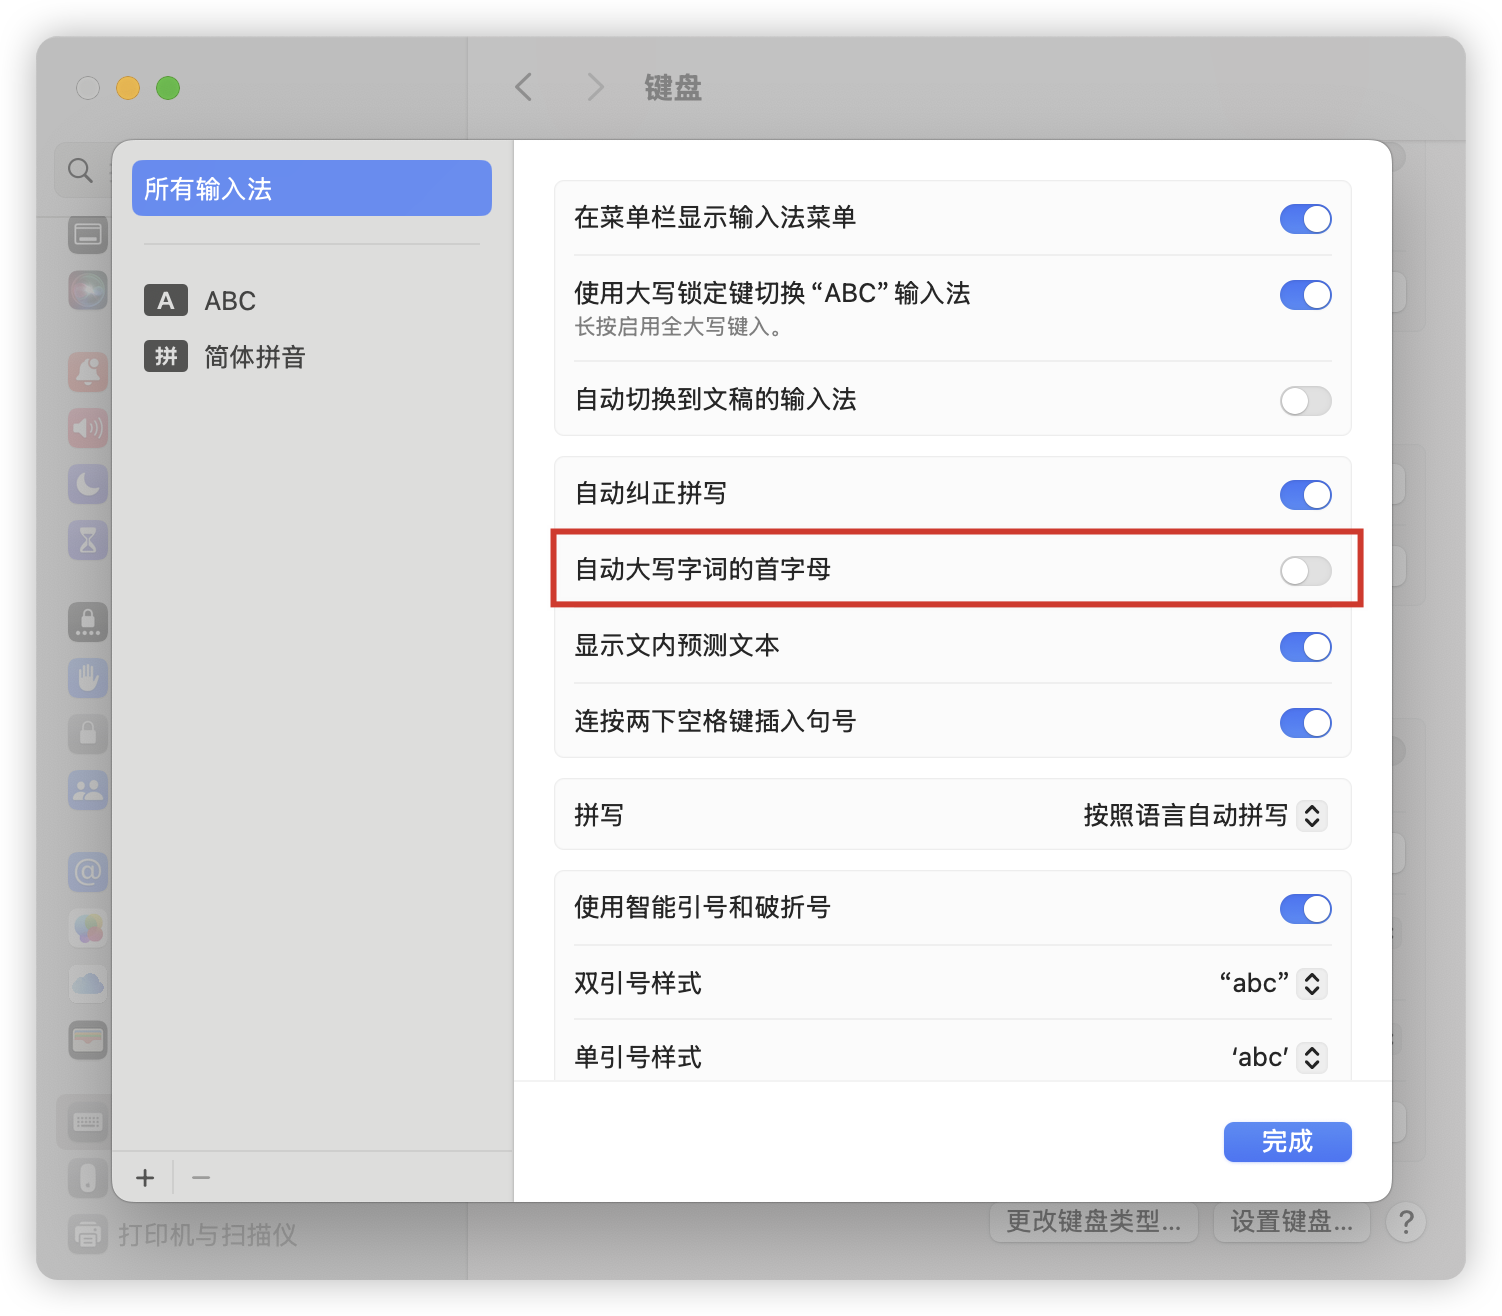 键盘
所有输入法
A ABC
拼 简体拼音
在菜单栏显示输入法菜单
使用大写锁定键切换“ABC”输入法
长按启用全大写键入。
自动切换到文稿的输入法
自动纠正拼写
自动大写字词的首字母
显示文内预测文本
连按两下空格键插入句号
拼写 按照语言自动拼写
使用智能引号和破折号
双引号样式 “abc”
单引号样式 ‘abc’
完成
打印机与扫描仪
更改键盘类型... 设置键盘... ?